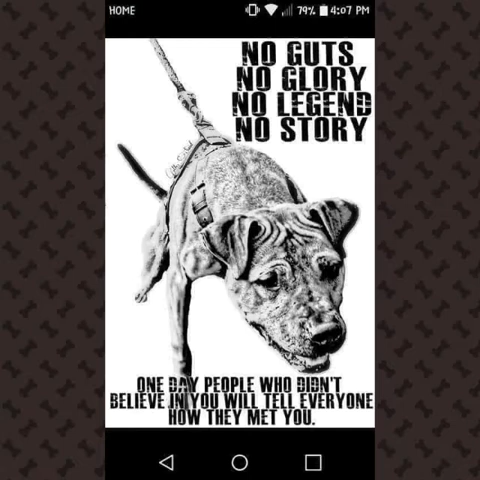 HOME
79% 4:07 PM
NO GUTS
NO GLORY
NO LEGEND
NO STORY
ONE DAY PEOPLE WHO DIDN'T
BELIEVE IN YOU WILL TELL EVERYONE
HOW THEY MET YOU.